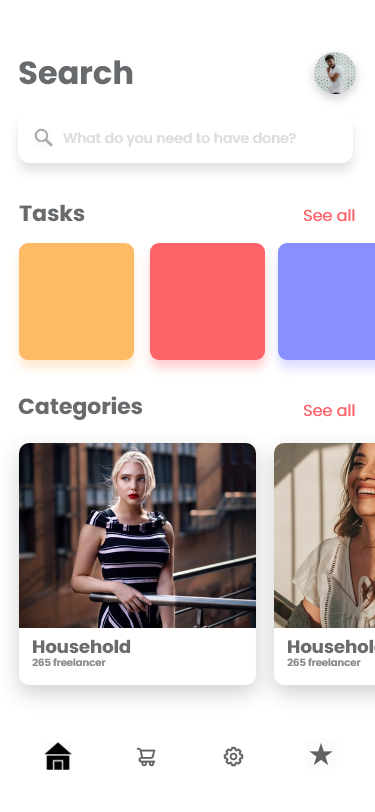 Search
What do you need to have done?
Tasks
See all
Categories
See all
Household
265 freelancer
Househol
265 freelancer